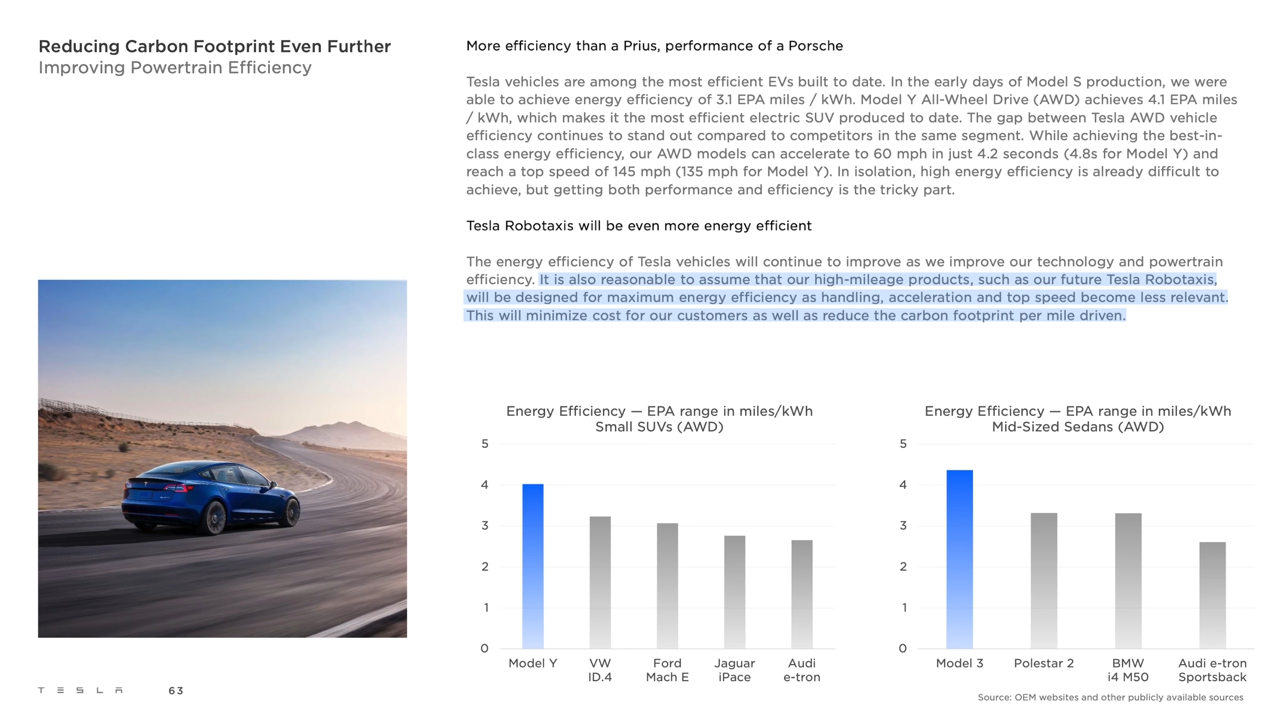 Reducing Carbon Footprint Even Further
Improving Powertrain Efficiency
More efficiency than a Prius, performance of a Porsche
Tesla vehicles are among the most efficient EVs built to date. In the early days of Model S production, we were
able to achieve energy efficiency of 3.1 EPA miles / kWh. Model Y All-Wheel Drive (AWD) achieves 4.1 EPA miles
/ kWh, which makes it the most efficient electric SUV produced to date. The gap between Tesla AWD vehicle
efficiency continues to stand out compared to competitors in the same segment. While achieving the best-in-
class energy efficiency, our AWD models can accelerate to 60 mph in just 4.2 seconds (4.8s for Model Y) and
reach a top speed of 145 mph (135 mph for Model Y). In isolation, high energy efficiency is already difficult to
achieve, but getting both performance and efficiency is the tricky part.
Tesla Robotaxis will be even more energy efficient
The energy efficiency of Tesla vehicles will continue to improve as we improve our technology and powertrain
efficiency. It is also reasonable to assume that our high-mileage products, such as our future Tesla Robotaxis,
will be designed for maximum energy efficiency as handling, acceleration and top speed become less relevant.
This will minimize cost for our customers as well as reduce the carbon footprint per mile driven.
Energy Efficiency — EPA range in miles/kWh
Small SUVs (AWD)
5
4
3
2
1
0
Model Y
VW
ID.4
Ford
Mach E
Jaguar
iPace
Audi
e-tron
Energy Efficiency — EPA range in miles/kWh
Mid-Sized Sedans (AWD)
5
4
3
2
1
0
Model 3
Polestar 2
BMW
i4 M50
Audi e-tron
Sportsback
TESLA
63
Source: OEM websites and other publicly available sources